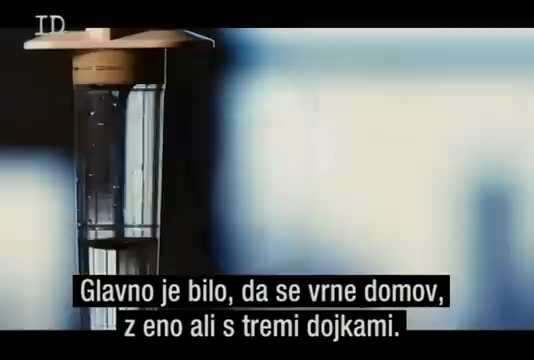 ID
Glavno je bilo, da se vrne domov,
z eno ali s tremi dojkami.